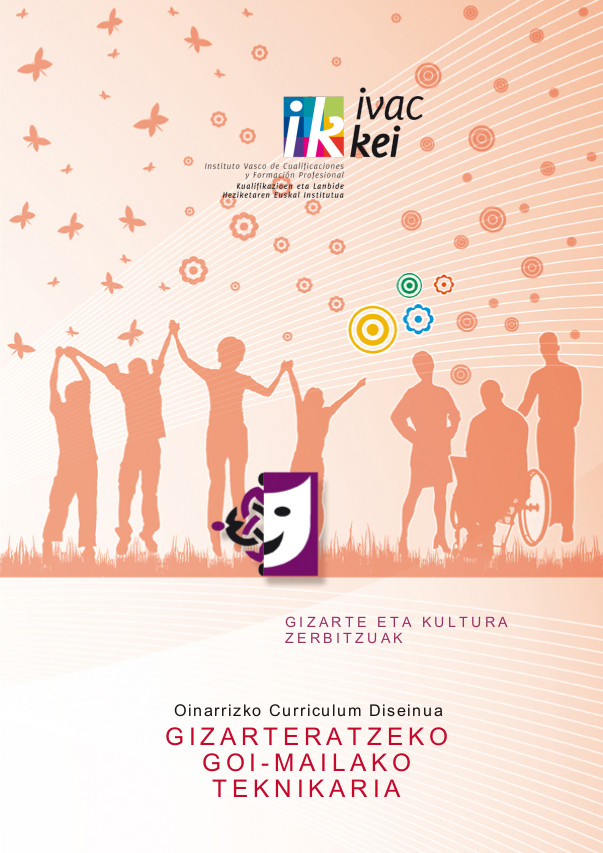 ik
ivac
kei
Instituto Vasco de Cualificaciones
y Formación Profesional
Kualifikazioen eta Lanbide
Heziketaren Euskal Institutua
GIZARTE ETA KULTURA
ZERBITZUAK
Oinarrizko Curriculum Diseinua
GIZARTERATZEKO
GOI-MAILAKO
TEKNIKARIA